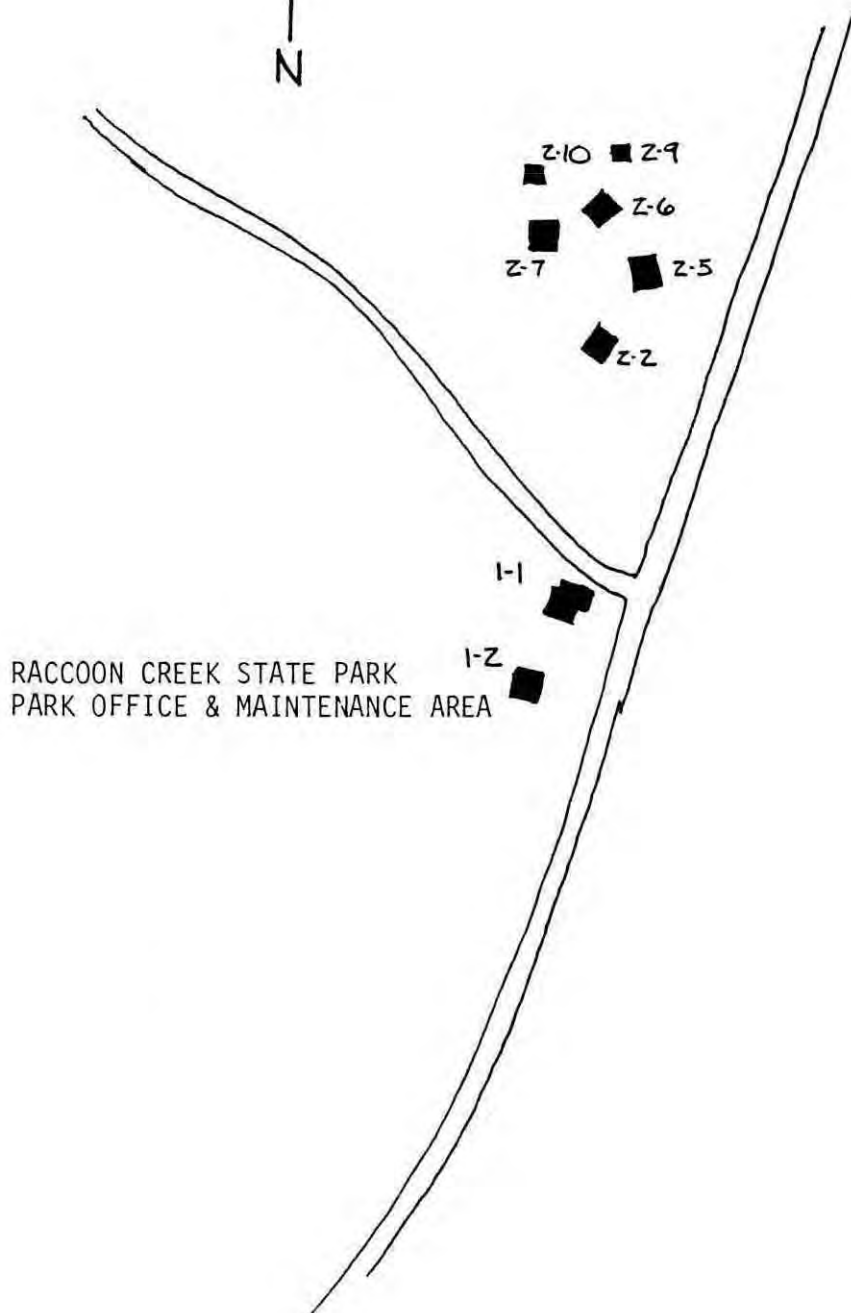 N
2-10
2-9
2-6
2-7
2-5
2-2
1-1
1-2
RACCOON CREEK STATE PARK
PARK OFFICE & MAINTENANCE AREA